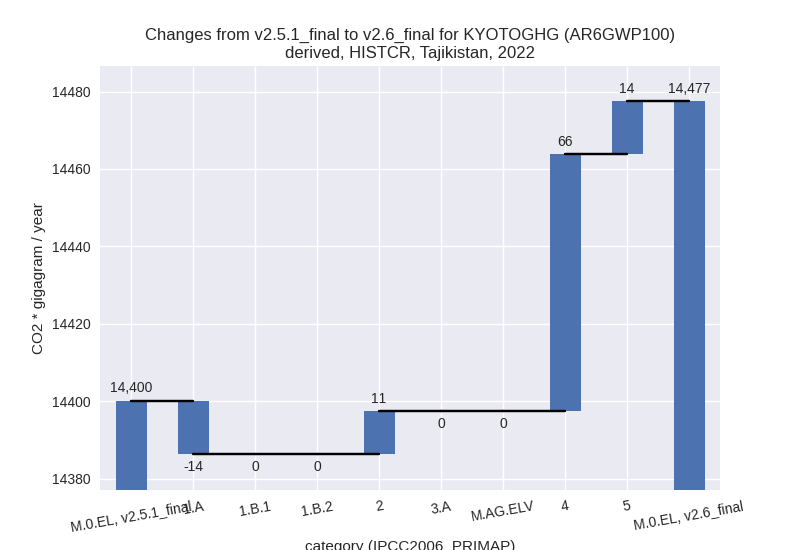 Changes from v2.5.1_final to v2.6_final for KYOTOGHG (AR6GWP100)
derived, HISTCR, Tajikistan, 2022
CO2 * gigagram / year
14480
14460
14440
14420
14400
14380
14,400
-14
0
0
11
0
0
66
14
14,477
M.0.EL, v2.5.1_final
1.A
1.B.1
1.B.2
2
3.A
M.AG.ELV
4
5
M.0.EL, v2.6_final
category (IPCC2006_PRIMAP)